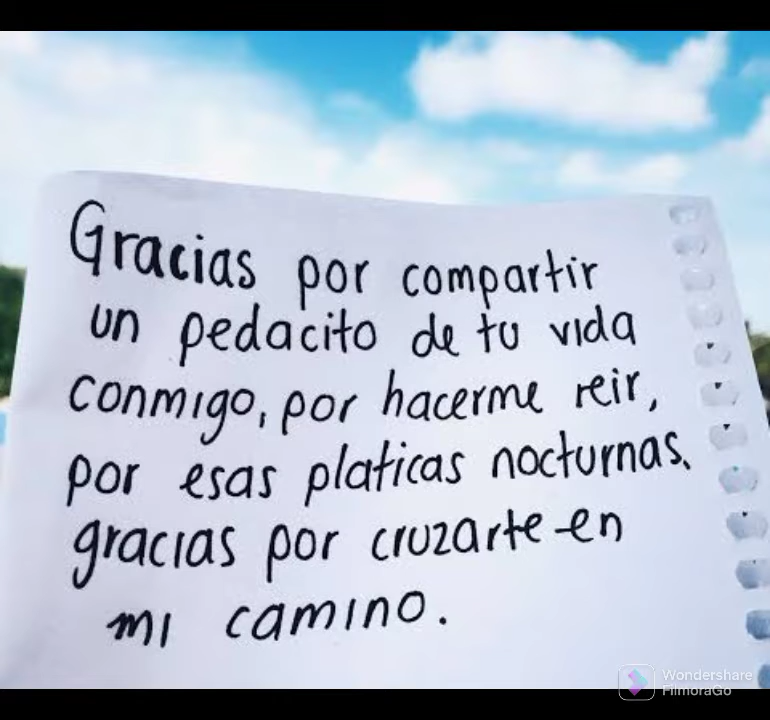 Gracias por compartir
un pedacito de tu vida
conmigo, por hacerme reir,
por esas platicas nocturnas.
gracias por cruzarte en
mi camino.
Wondershare
FilmoraGo